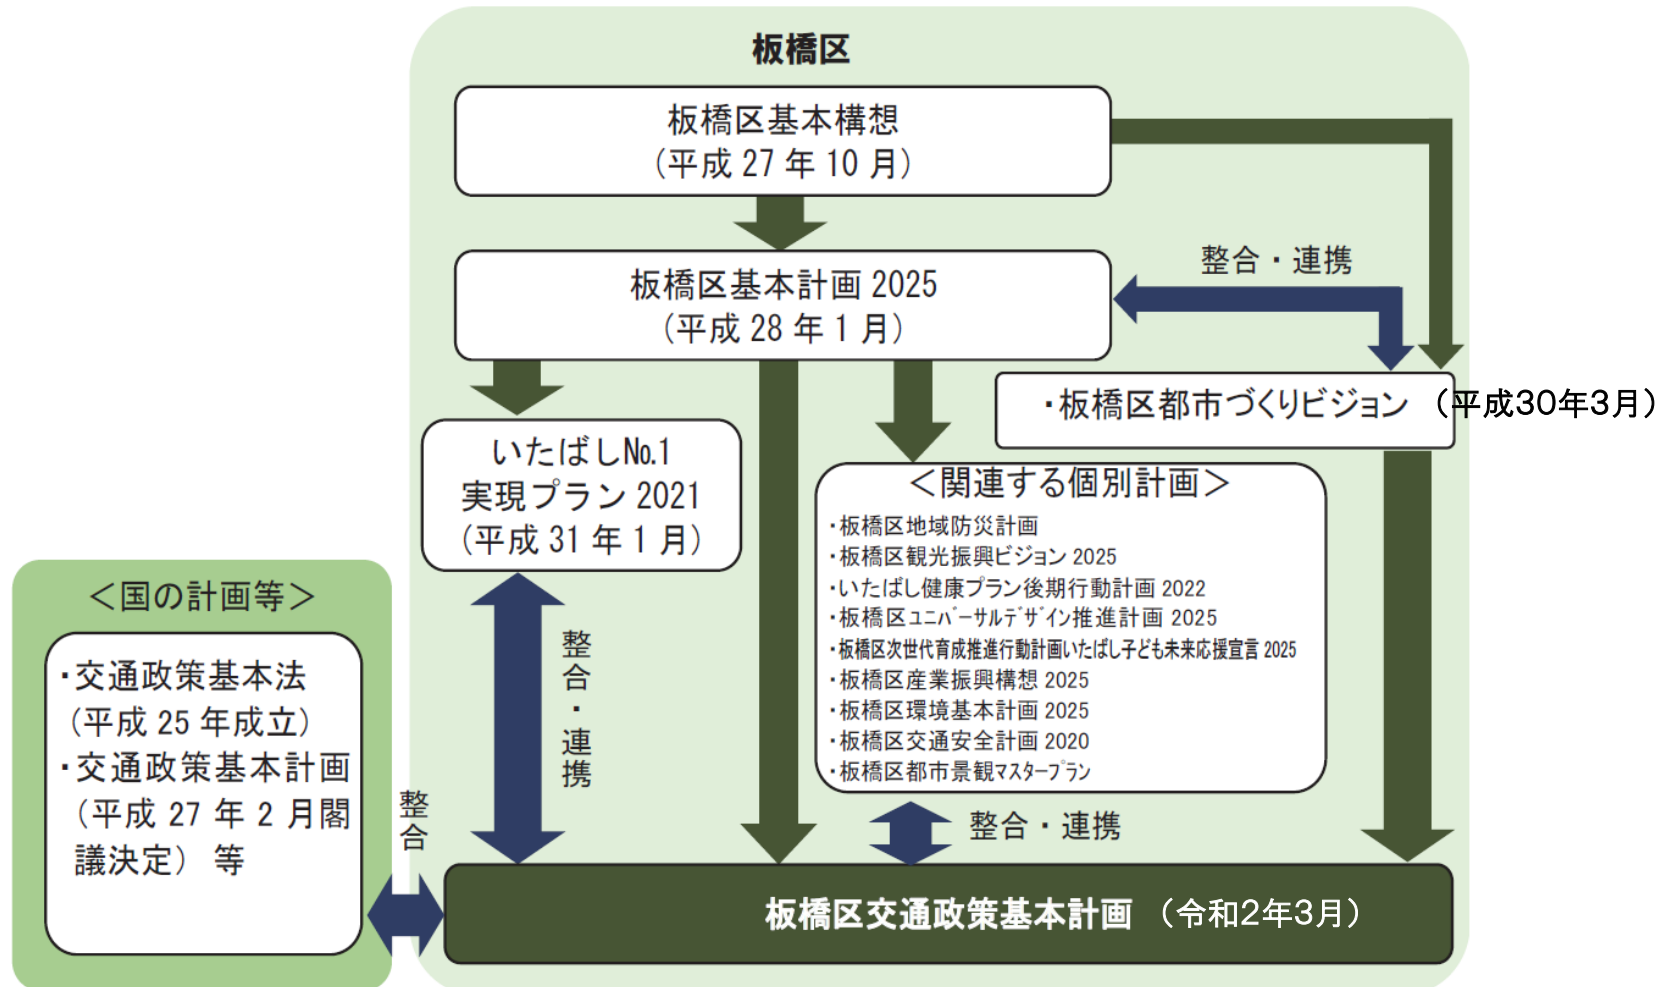 板橋区
板橋区基本構想
（平成 27 年 10 月）
整合・連携
板橋区基本計画 2025
（平成 28 年 1 月）
・板橋区都市づくりビジョン （平成30年3月）
いたばし№1
実現プラン 2021
（平成 31 年 1 月）
＜関連する個別計画＞
・板橋区地域防災計画
・板橋区観光振興ビジョン 2025
・いたばし健康プラン後期行動計画 2022
・板橋区ﾕﾆﾊﾞｰｻﾙﾃﾞｻﾞｲﾝ推進計画 2025
・板橋区次世代育成推進行動計画いたばし子ども未来応援宣言 2025
・板橋区産業振興構想 2025
・板橋区環境基本計画 2025
・板橋区交通安全計画 2020
・板橋区都市景観ﾏｽﾀｰﾌﾟﾗﾝ
整合・連携
整合・連携
＜国の計画等＞
・交通政策基本法
（平成 25 年成立）
・交通政策基本計画
（平成 27 年 2 月閣
議決定） 等
整合
板橋区交通政策基本計画 （令和2年3月）